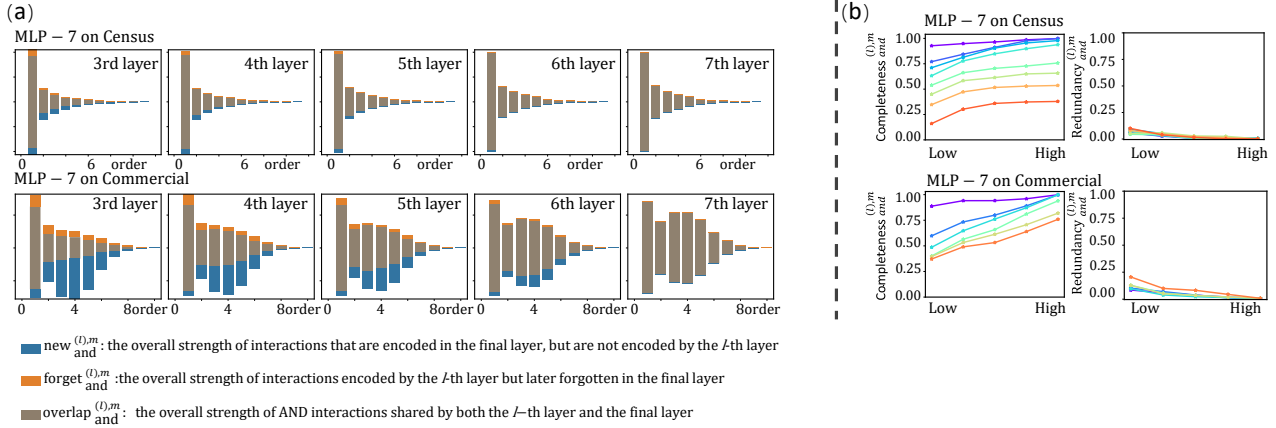 (a)
MLP − 7 on Census
3rd layer
4th layer
5th layer
6th layer
7th layer
0 6 order
0 6 order
0 6 order
0 6 order
0 6 order
MLP − 7 on Commercial
3rd layer
4th layer
5th layer
6th layer
7th layer
0 4 8order
0 4 8order
0 4 8order
0 4 8order
0 4 8order
new (l),m and : the overall strength of interactions that are encoded in the final layer, but are not encoded by the l-th layer
forget (l),m and :the overall strength of interactions encoded by the l-th layer but later forgotten in the final layer
overlap (l),m and : the overall strength of AND interactions shared by both the l−th layer and the final layer
(b)
MLP − 7 on Census
Completeness (l),m and
1.00
0.75
0.50
0.25
0.00
Low High
Redundancy (l),m and
1.00
0.75
0.50
0.25
0.00
Low High
MLP − 7 on Commercial
Completeness (l),m and
1.00
0.75
0.50
0.25
0.00
Low High
Redundancy (l),m and
1.00
0.75
0.50
0.25
0.00
Low High